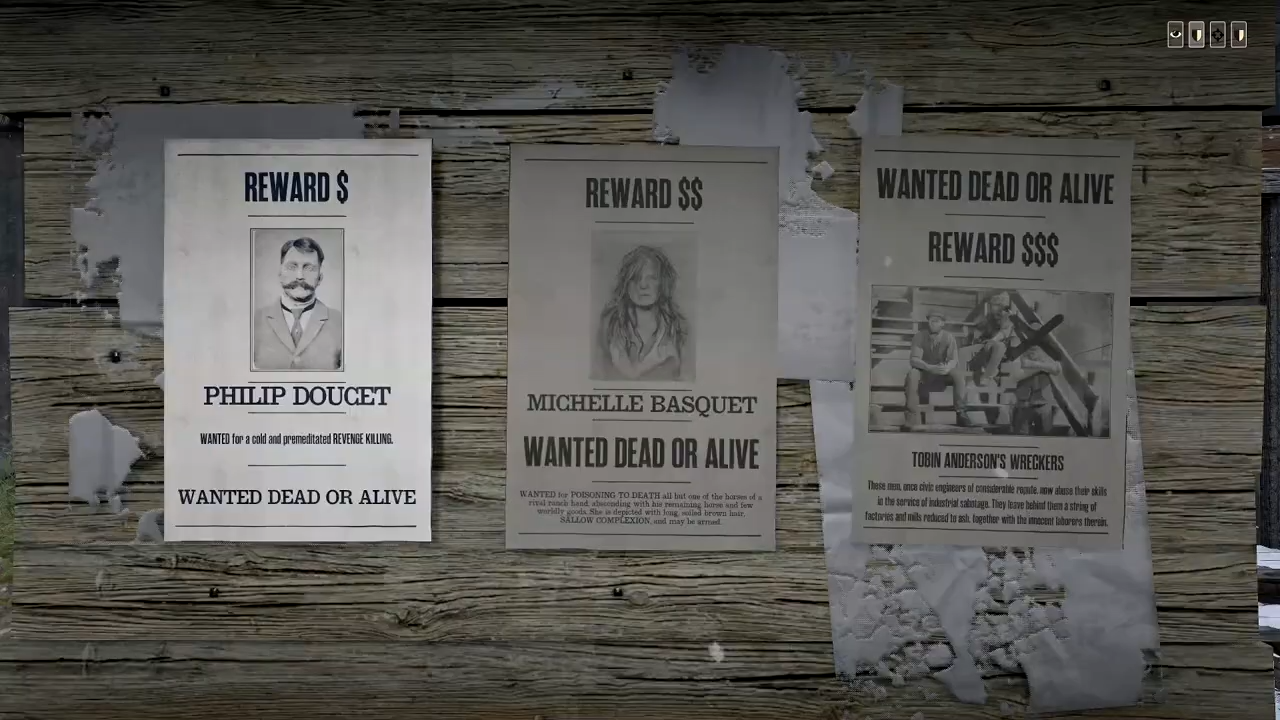 REWARD $
PHILIP DOUCET
WANTED for a cold and premeditated REVENGE KILLING.
WANTED DEAD OR ALIVE
REWARD $$
MICHELLE BASQUET
WANTED DEAD OR ALIVE
WANTED for POISONING TO DEATH all but one of the horses of a
rival ranch hand, absconding with his remaining horse and few
worldly goods. She is depicted with long, soiled brown hair,
SALLOW COMPLEXION, and may be armed.
WANTED DEAD OR ALIVE
REWARD $$$
TOBIN ANDERSON'S WRECKERS
These men, once civic engineers of considerable repute, now abuse their skills
in the service of industrial sabotage. They leave behind them a string of
factories and mills reduced to ash, together with the innocent laborers therein.